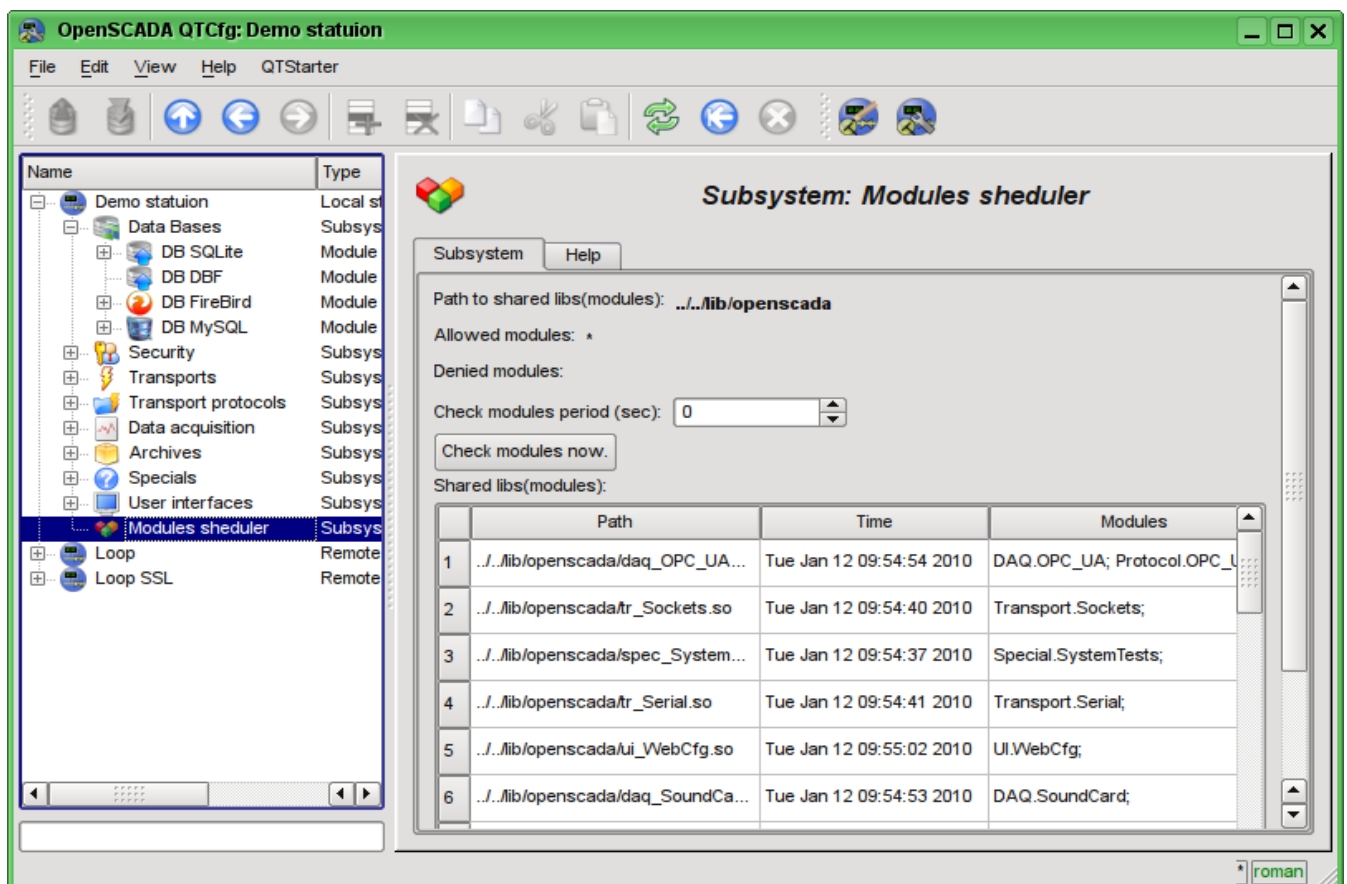 OpenSCADA QTCfg: Demo statuion
File Edit View Help QTStarter
Name Type
Demo statuion Local st
Data Bases Subsys
DB SQLite Module
DB DBF Module
DB FireBird Module
DB MySQL Module
Security Subsys
Transports Subsys
Transport protocols Subsys
Data acquisition Subsys
Archives Subsys
Specials Subsys
User interfaces Subsys
Modules sheduler Subsys
Loop Remote
Loop SSL Remote
Subsystem: Modules sheduler
Subsystem Help
Path to shared libs(modules): ../../lib/openscada
Allowed modules: *
Denied modules:
Check modules period (sec): 0
Check modules now.
Shared libs(modules):
Path Time Modules
1 ../../lib/openscada/daq_OPC_UA... Tue Jan 12 09:54:54 2010 DAQ.OPC_UA; Protocol.OPC_U
2 ../../lib/openscada/tr_Sockets.so Tue Jan 12 09:54:40 2010 Transport.Sockets;
3 ../../lib/openscada/spec_System... Tue Jan 12 09:54:37 2010 Special.SystemTests;
4 ../../lib/openscada/tr_Serial.so Tue Jan 12 09:54:41 2010 Transport.Serial;
5 ../../lib/openscada/ui_WebCfg.so Tue Jan 12 09:55:02 2010 UI.WebCfg;
6 ../../lib/openscada/daq_SoundCa... Tue Jan 12 09:54:53 2010 DAQ.SoundCard;
* roman